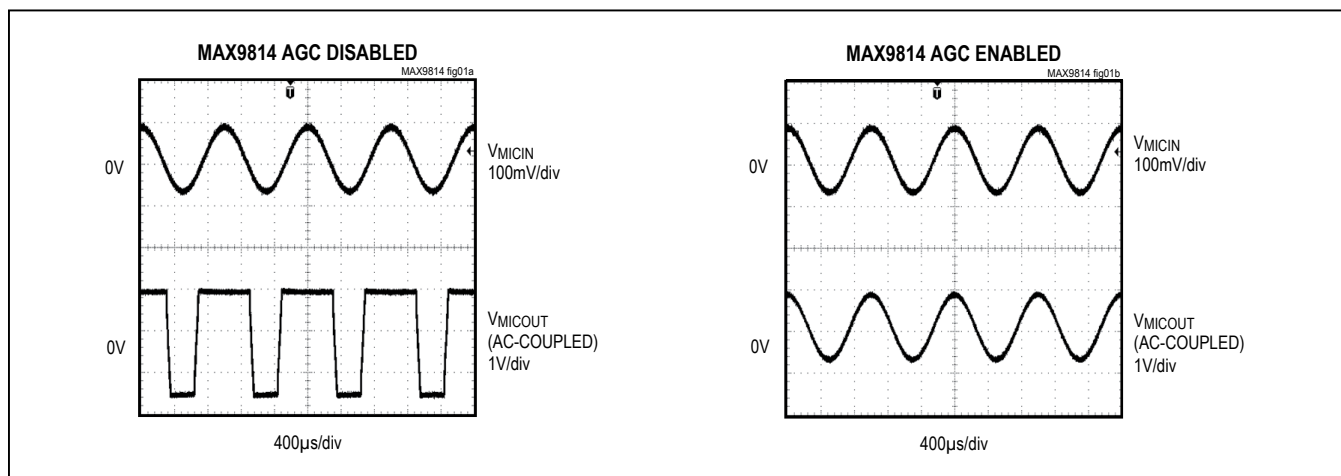 MAX9814 AGC DISABLED
MAX9814 fig01a
T
0V
VMICIN
100mV/div
0V
VMICOUT
(AC-COUPLED)
1V/div
400µs/div
MAX9814 AGC ENABLED
MAX9814 fig01b
T
0V
VMICIN
100mV/div
0V
VMICOUT
(AC-COUPLED)
1V/div
400µs/div